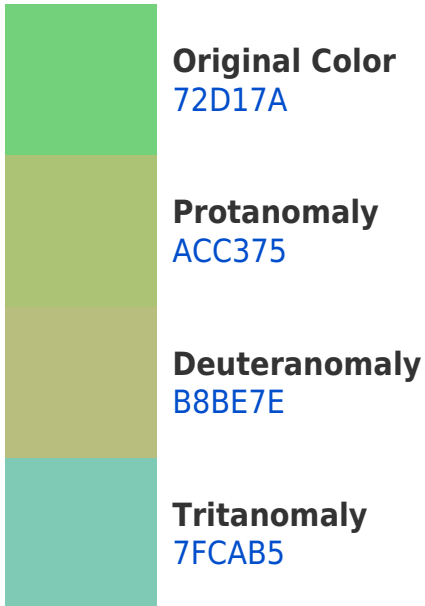 Original Color
72D17A
Protanomaly
ACC375
Deuteranomaly
B8BE7E
Tritanomaly
7FCAB5